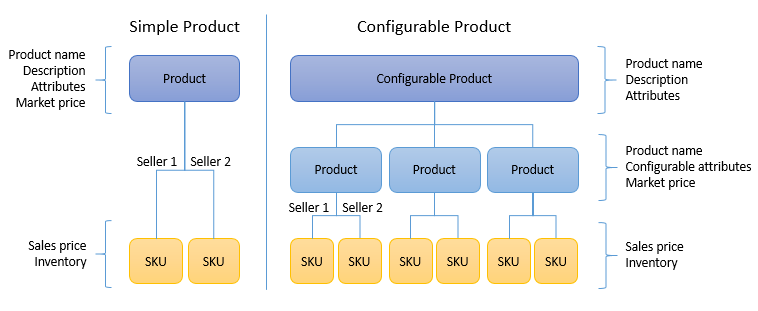 Simple Product
Configurable Product
Product name
Description
Attributes
Market price
Product
Seller 1
Seller 2
Sales price
Inventory
SKU
SKU
Configurable Product
Product name
Description
Attributes
Product
Product
Product
Product name
Configurable attributes
Market price
Seller 1
Seller 2
SKU
SKU
SKU
SKU
SKU
SKU
Sales price
Inventory